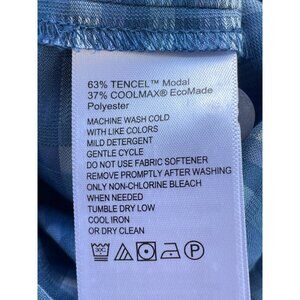 63% TENCEL™ Modal
37% COOLMAX® EcoMade
Polyester
MACHINE WASH COLD
WITH LIKE COLORS
MILD DETERGENT
GENTLE CYCLE
DO NOT USE FABRIC SOFTENER
REMOVE PROMPTLY AFTER WASHING
ONLY NON-CHLORINE BLEACH
WHEN NEEDED
TUMBLE DRY LOW
COOL IRON
OR DRY CLEAN